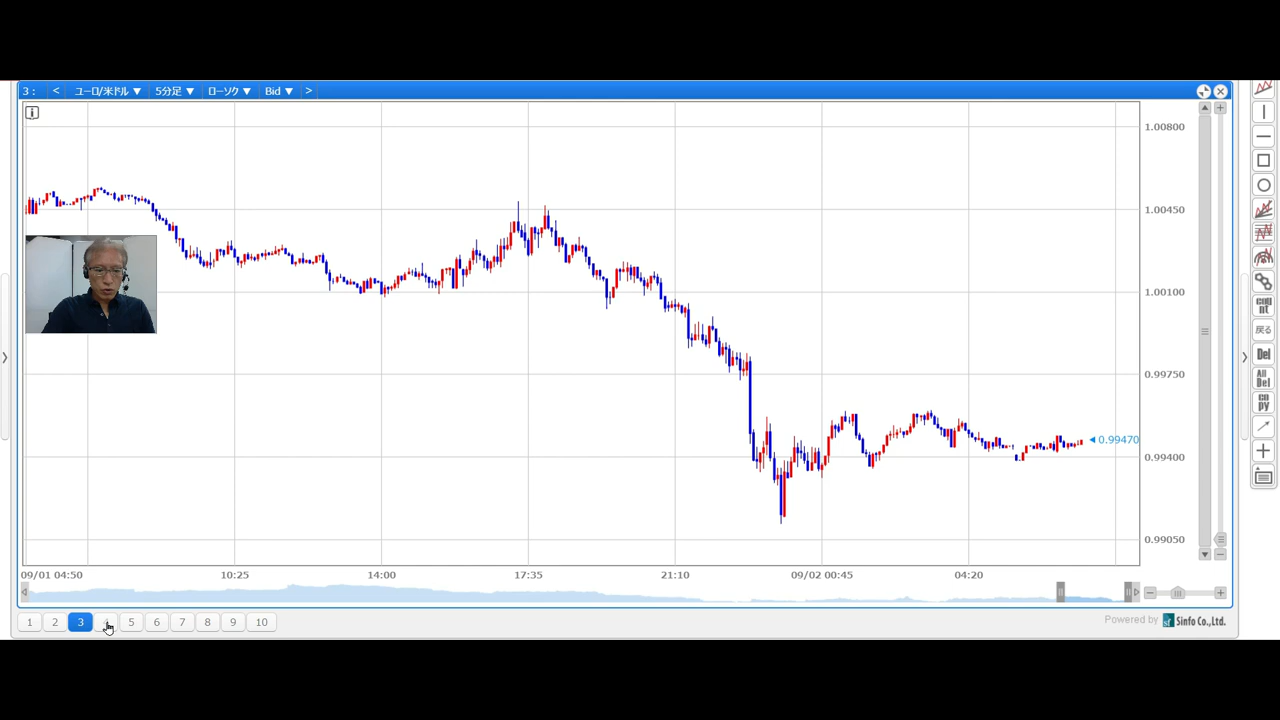 3 : < ユーロ/米ドル ▼ 5分足 ▼ ローソク ▼ Bid ▼ >
i
1.00800
1.00450
1.00100
0.99750
0.99470
0.99400
0.99050
09/01 04:50 10:25 14:00 17:35 21:10 09/02 00:45 04:20
1 2 3 4 5 6 7 8 9 10
Powered by Sinfo Co.,Ltd.
戻る
Del
All
Del
co
py